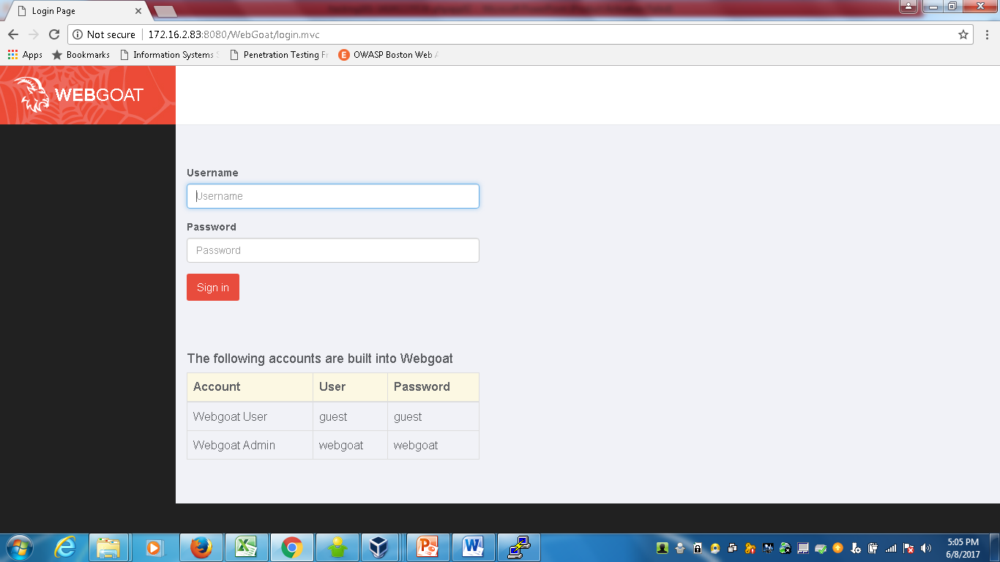 Login Page
Not secure 172.16.2.83:8080/WebGoat/login.mvc
Apps Bookmarks Information Systems S Penetration Testing Fr OWASP Boston Web A
WEBGOAT
Username
Username
Password
Password
Sign in
The following accounts are built into Webgoat
Account User Password
Webgoat User guest guest
Webgoat Admin webgoat webgoat
5:05 PM
6/8/2017